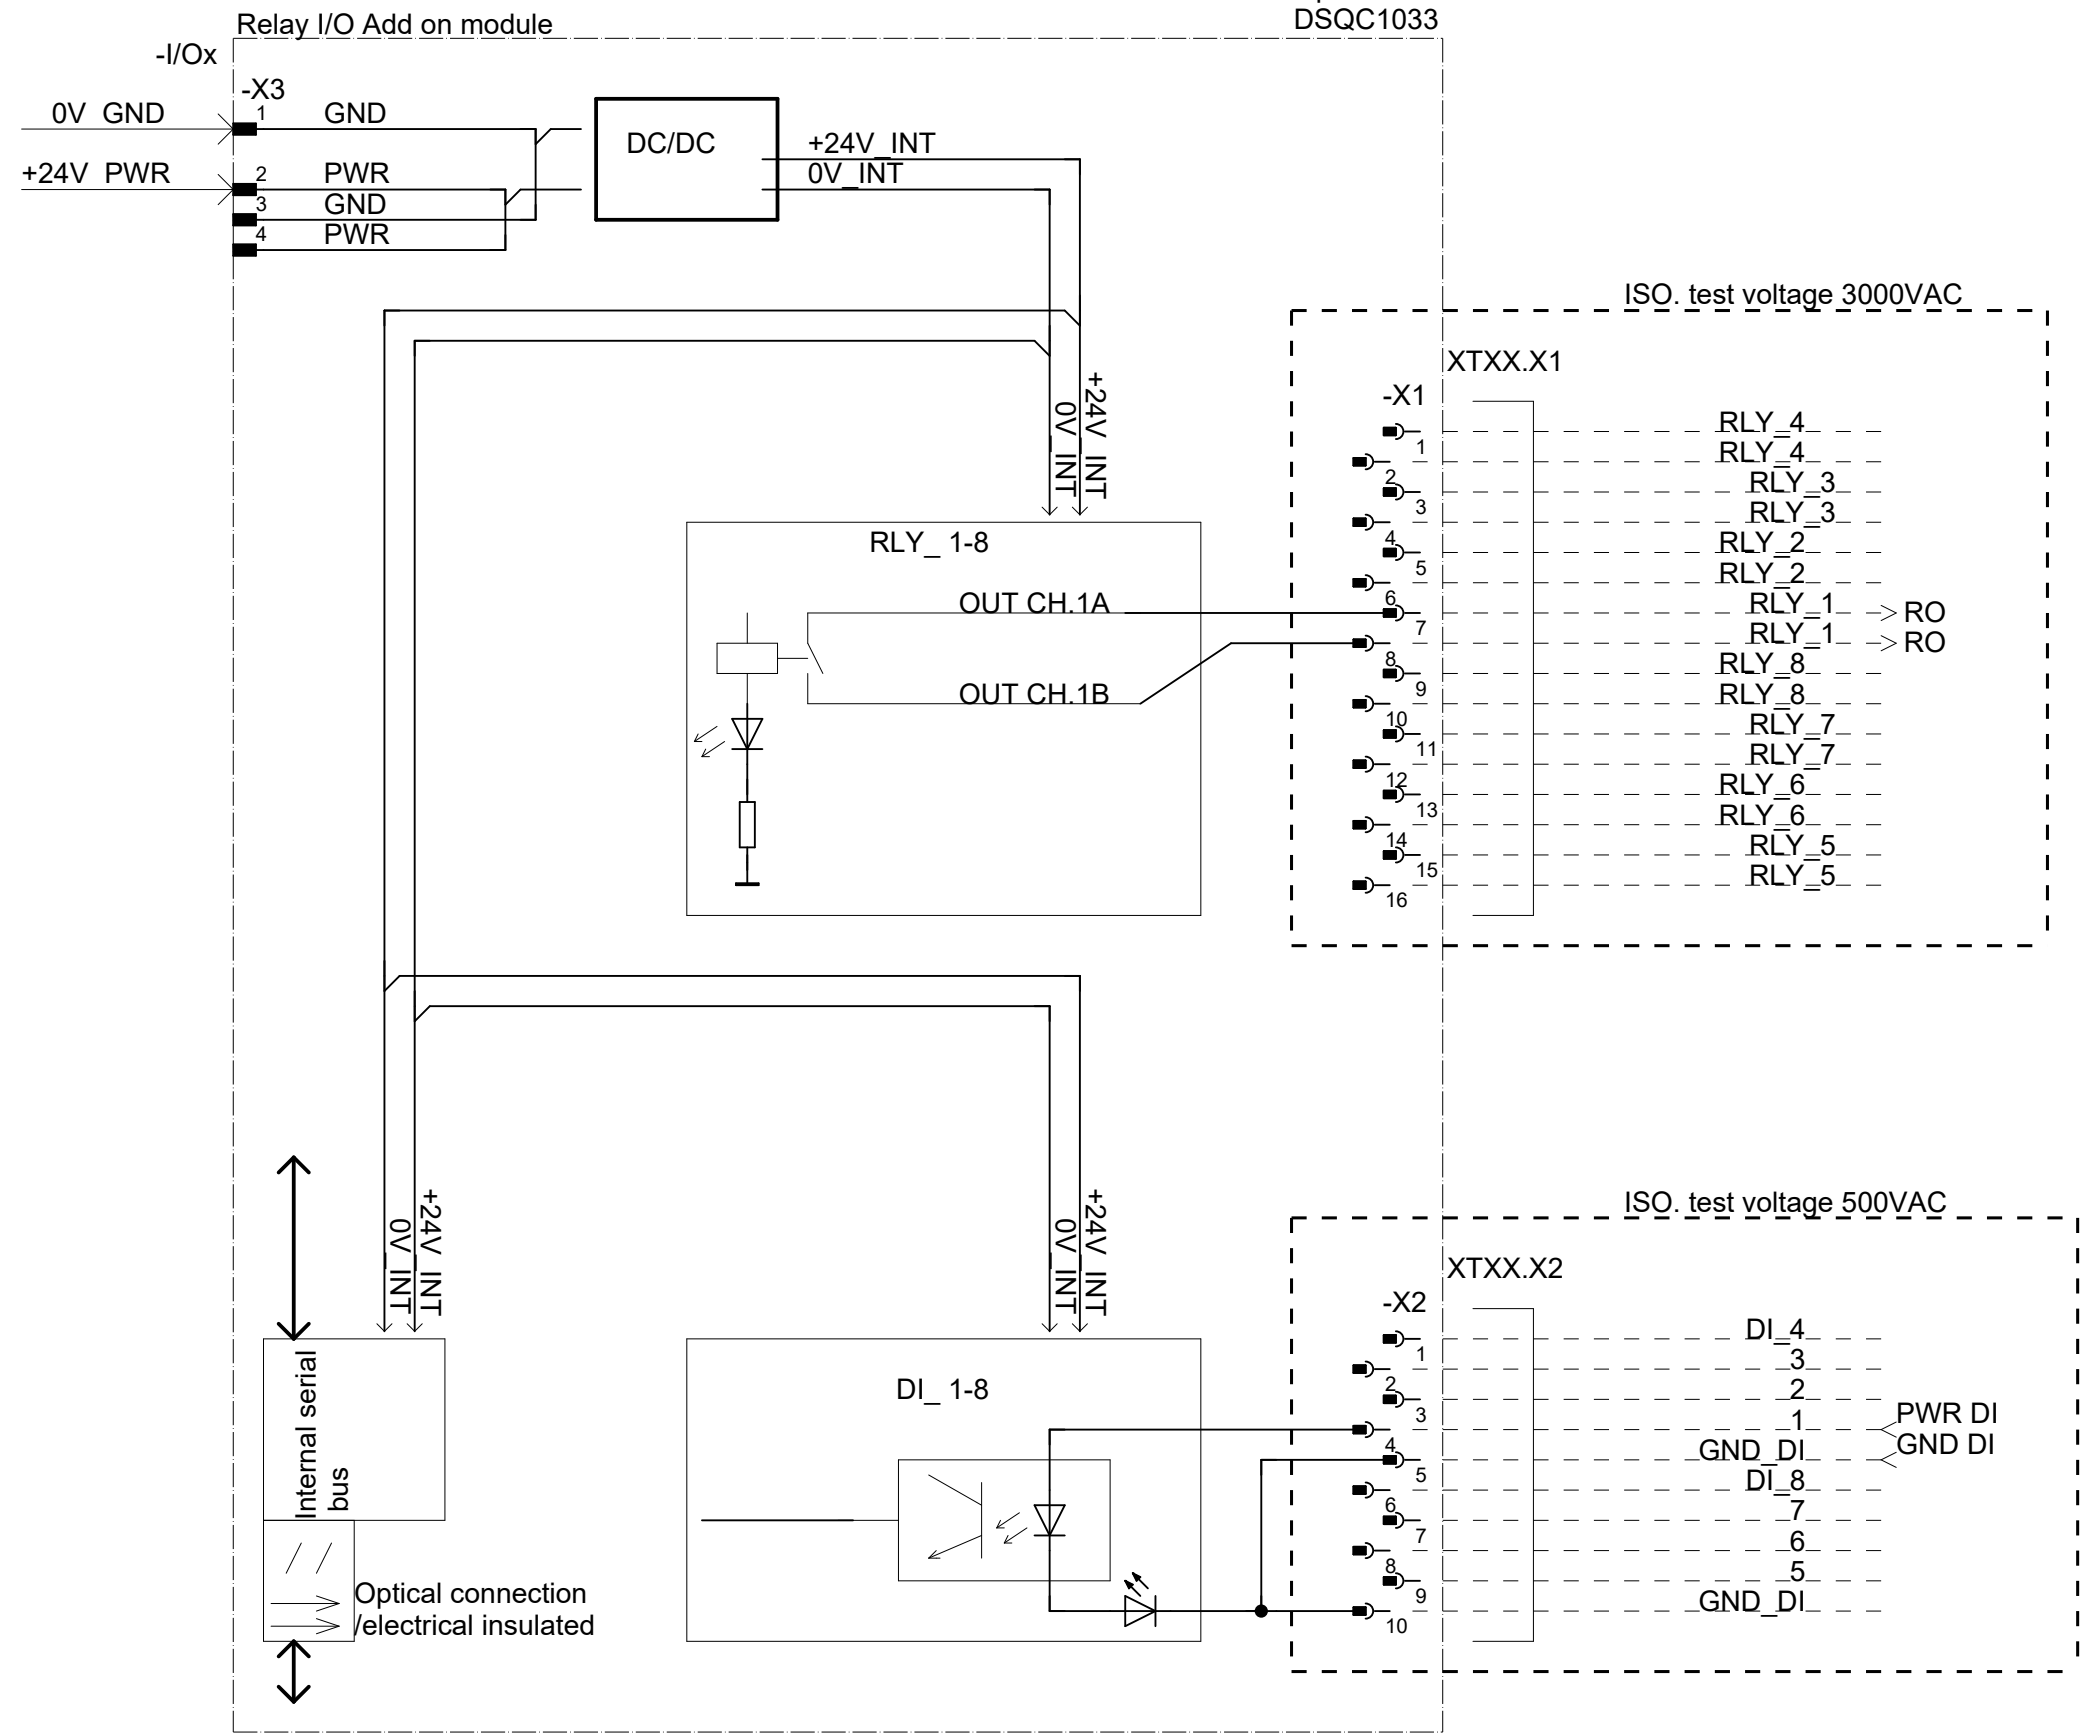 Relay I/O Add on module
DSQC1033
-I/Ox
-X3
0V GND
1
GND
+24V PWR
2
PWR
3
GND
4
PWR
DC/DC
+24V_INT
0V_INT
ISO. test voltage 3000VAC
XTXX.X1
-X1
+24V_INT
0V_INT
RLY_ 1-8
OUT CH.1A
OUT CH.1B
1
2
3
4
5
6
7
8
9
10
11
12
13
14
15
16
RLY_4
RLY_4
RLY_3
RLY_3
RLY_2
RLY_2
RLY_1
RO
RLY_1
RO
RLY_8
RLY_8
RLY_7
RLY_7
RLY_6
RLY_6
RLY_5
RLY_5
+24V_INT
0V_INT
+24V_INT
0V_INT
Internal serial
bus
Optical connection
/electrical insulated
DI_ 1-8
ISO. test voltage 500VAC
XTXX.X2
-X2
1
2
3
4
5
6
7
8
9
10
DI_4
3
2
1
PWR DI
GND_DI
GND DI
DI_8
7
6
5
GND_DI